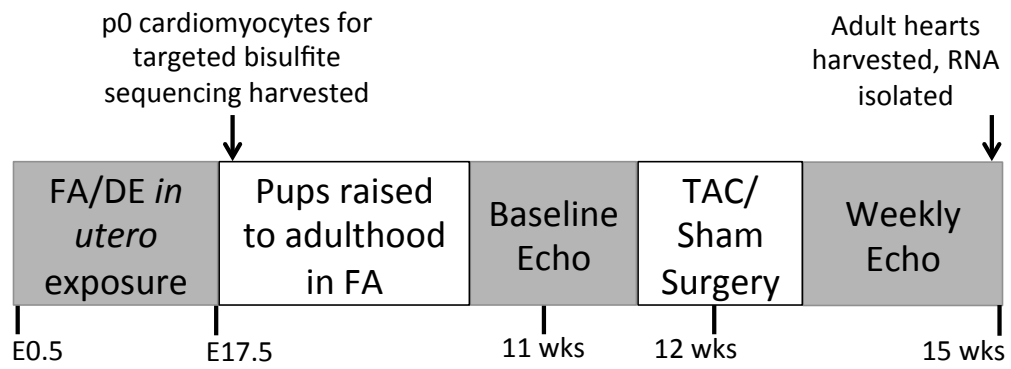 p0 cardiomyocytes for
targeted bisulfite
sequencing harvested
Adult hearts
harvested, RNA
isolated
FA/DE in
utero
exposure
Pups raised
to adulthood
in FA
Baseline
Echo
TAC/
Sham
Surgery
Weekly
Echo
E0.5
E17.5
11 wks
12 wks
15 wks